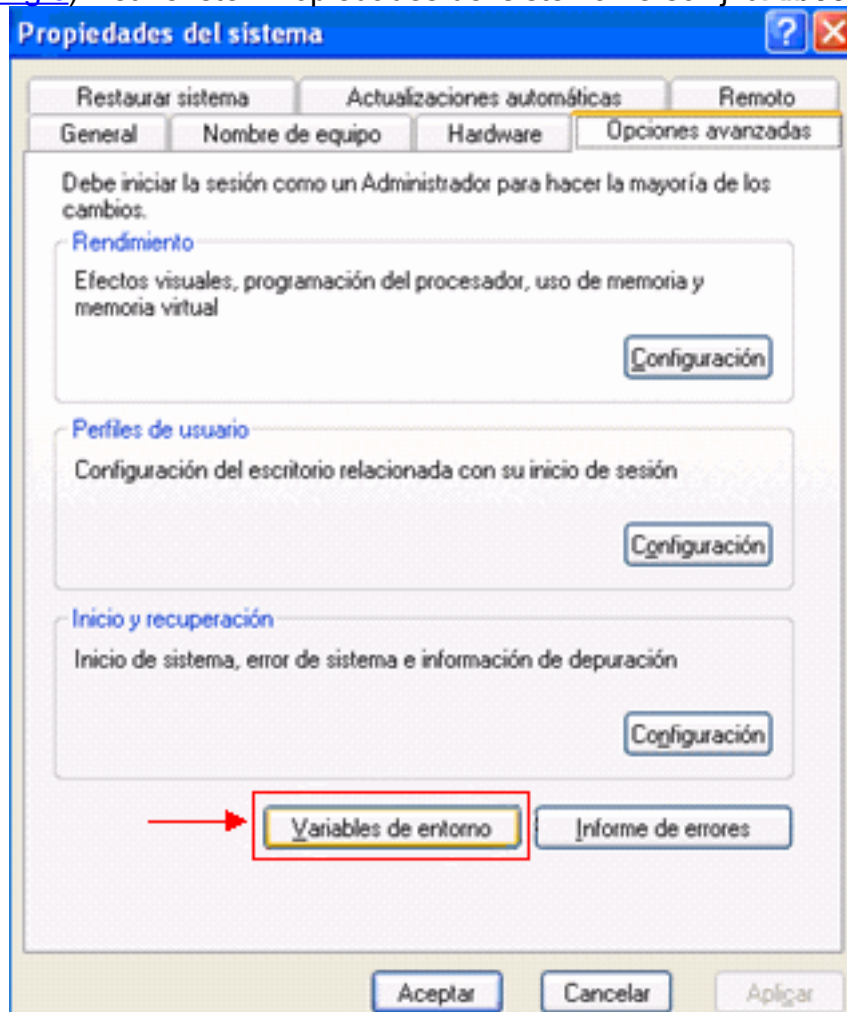 Propiedades del sistema
Restaurar sistema Actualizaciones automáticas Remoto
General Nombre de equipo Hardware Opciones avanzadas
Debe iniciar la sesión como un Administrador para hacer la mayoría de los
cambios.
Rendimiento
Efectos visuales, programación del procesador, uso de memoria y
memoria virtual
Configuración
Perfiles de usuario
Configuración del escritorio relacionada con su inicio de sesión
Configuración
Inicio y recuperación
Inicio de sistema, error de sistema e información de depuración
Configuración
Variables de entorno Informe de errores
Aceptar Cancelar Aplicar